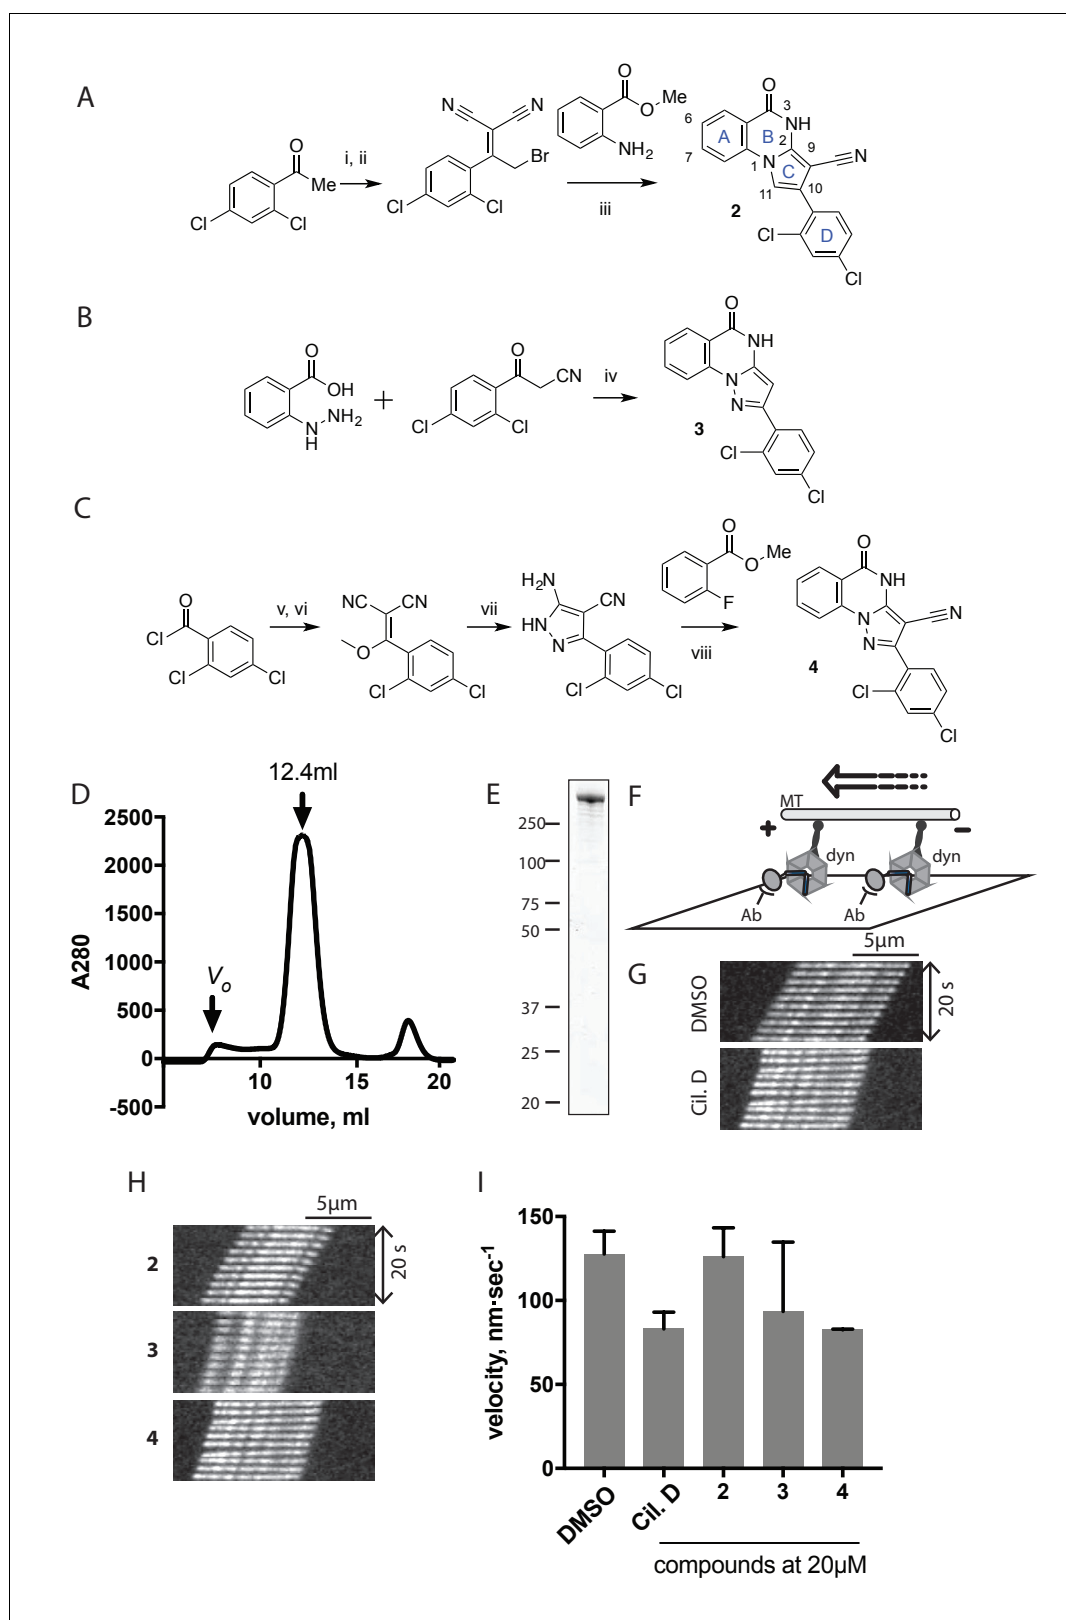 A
O
Me
Cl
Cl
i, ii
CN
CN
Br
Cl
Cl
O
O
Me
NH2
iii
O
3
NH
6
A
B
2
9
7
N
1
C
N
11
10
2
Cl
D
Cl
B
O
OH
NH2
N
H
+
O
CN
Cl
Cl
iv
O
NH
N
N
3
Cl
Cl
C
O
Cl
Cl
Cl
v, vi
CN
CN
O
Cl
Cl
vii
H2N
CN
HN
N
Cl
Cl
O
O
Me
F
viii
O
NH
N
N
N
4
Cl
Cl
D
12.4ml
Vo
2500
2000
1500
1000
500
0
-500
A280
10
15
20
volume, ml
E
250
100
75
50
37
25
20
F
MT
+
−
dyn
dyn
Ab
Ab
G
5µm
DMSO
Cil. D
20 s
H
5µm
2
3
4
20 s
I
150
100
50
0
velocity, nm·sec-1
DMSO
Cil. D
2
3
4
compounds at 20µM